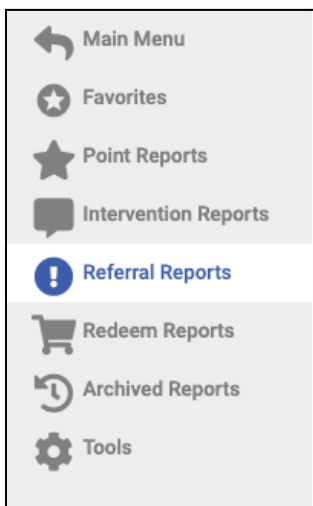 Main Menu
Favorites
Point Reports
Intervention Reports
Referral Reports
Redeem Reports
Archived Reports
Tools